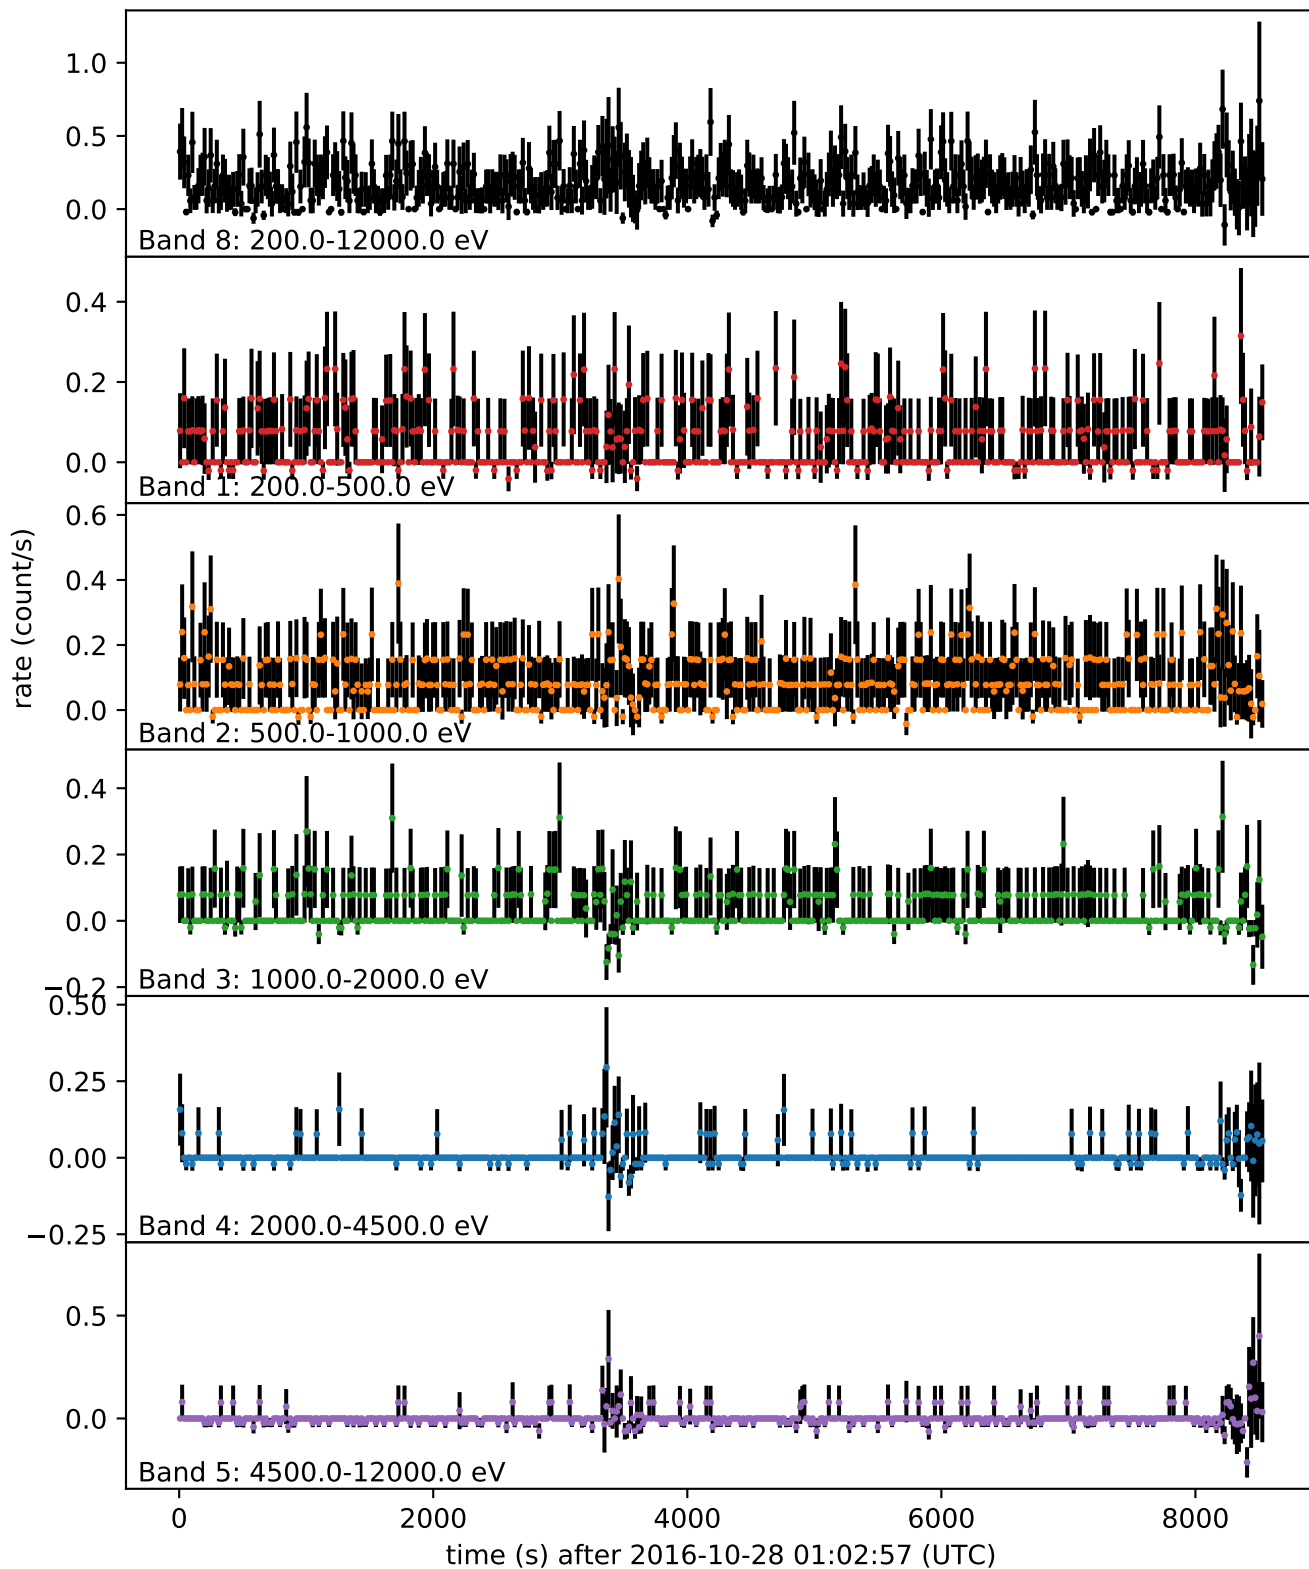 1.0
0.5
0.0
Band 8: 200.0-12000.0 eV
0.4
0.2
0.0
Band 1: 200.0-500.0 eV
rate (count/s)
0.6
0.4
0.2
0.0
Band 2: 500.0-1000.0 eV
0.4
0.2
0.0
−0.2
Band 3: 1000.0-2000.0 eV
0.50
0.25
0.00
−0.25
Band 4: 2000.0-4500.0 eV
0.5
0.0
Band 5: 4500.0-12000.0 eV
0 2000 4000 6000 8000
time (s) after 2016-10-28 01:02:57 (UTC)